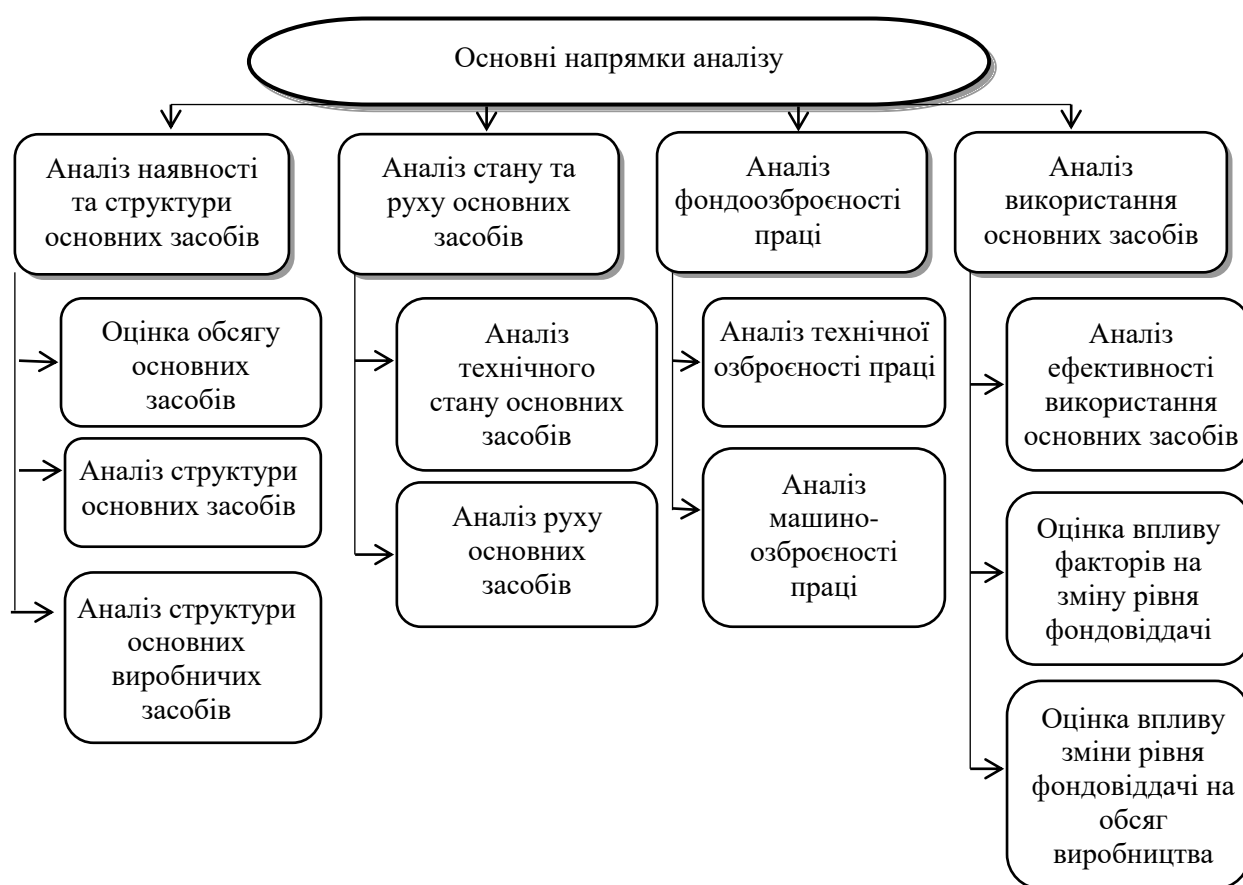 Основні напрямки аналізу
Аналіз наявності
та структури
основних засобів
Оцінка обсягу
основних
засобів
Аналіз структури
основних засобів
Аналіз структури
основних
виробничих
засобів
Аналіз стану та
руху основних
засобів
Аналіз
технічного
стану основних
засобів
Аналіз руху
основних
засобів
Аналіз
фондоозброєності
праці
Аналіз технічної
озброєності праці
Аналіз
машино-
озброєності
праці
Аналіз
використання
основних засобів
Аналіз
ефективності
використання
основних засобів
Оцінка впливу
факторів на
зміну рівня
фондовіддачі
Оцінка впливу
зміни рівня
фондовіддачі на
обсяг
виробництва